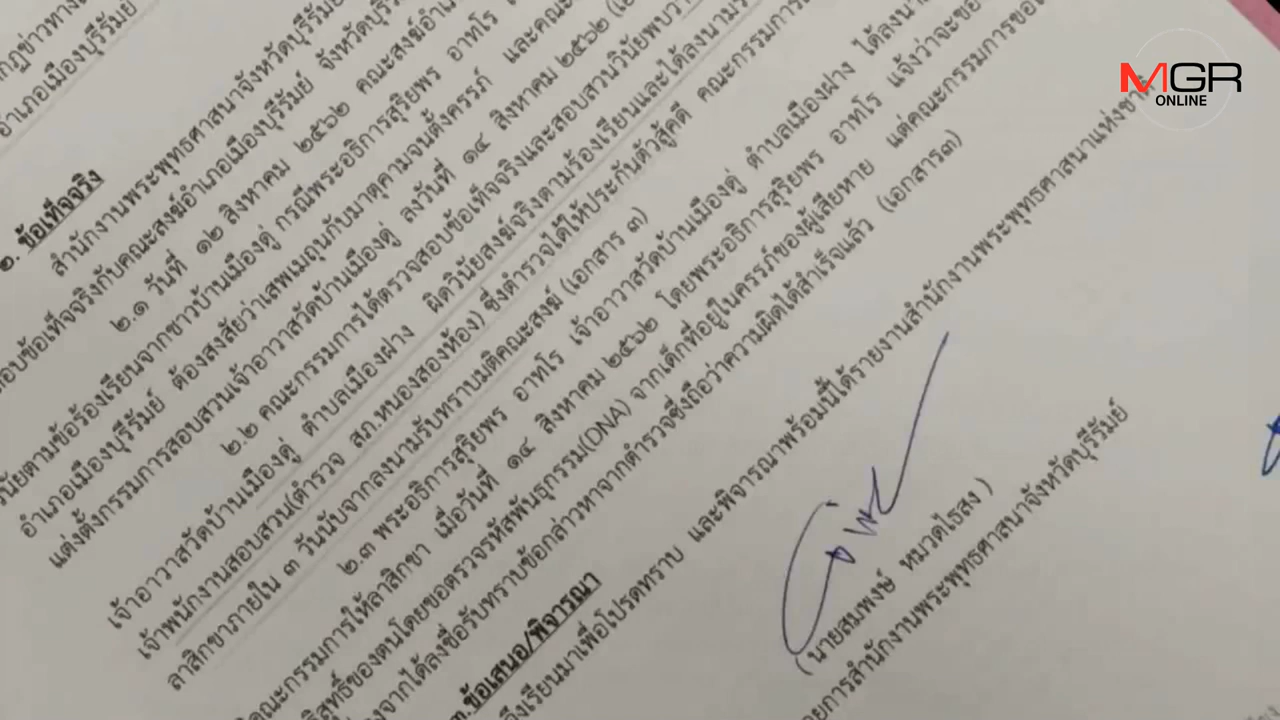 MGR
ONLINE
อำเภอเมืองบุรีรัมย์
๑. ข้อเท็จจริง
สำนักงานพระพุทธศาสนาจังหวัดบุรีรัมย์
สอบข้อเท็จจริงกับคณะสงฆ์อำเภอเมืองบุรีรัมย์ จังหวัดบุรีรัมย์
๒.๑ วันที่ ๑๒ สิงหาคม ๒๕๖๒ คณะสงฆ์อำเภอ
วินัยตามข้อร้องเรียนจากชาวบ้านเมืองดู่ กรณีพระอธิการสุริยพร อาทโร
อำเภอเมืองบุรีรัมย์ ต้องสงสัยว่าเสพเมถุนกับมาตุคามจนตั้งครรภ์ และคณะ
แต่งตั้งกรรมการสอบสวนเจ้าอาวาสวัดบ้านเมืองดู่ ลงวันที่ ๑๔ สิงหาคม ๒๕๖๒
๒.๒ คณะกรรมการได้ตรวจสอบข้อเท็จจริงและสอบสวนวินัยพบว่า
เจ้าอาวาสวัดบ้านเมืองดู่ ตำบลเมืองฝาง ผิดวินัยสงฆ์จริงตามร้องเรียนและได้ลงนาม
เจ้าพนักงานสอบสวน(ตำรวจ สภ.หนองสองห้อง) ซึ่งตำรวจได้ให้ประกันตัวสู้คดี คณะกรรมการ
ลาสิกขาภายใน ๓ วันนับจากลงนามรับทราบมติคณะสงฆ์ (เอกสาร ๓)
๒.๓ พระอธิการสุริยพร อาทโร เจ้าอาวาสวัดบ้านเมืองดู่ ตำบลเมืองฝาง ได้ลงนาม
คณะกรรมการให้ลาสิกขา เมื่อวันที่ ๑๔ สิงหาคม ๒๕๖๒ โดยพระอธิการสุริยพร อาทโร แจ้งว่าจะขอ
สิทธิ์ของตนโดยขอตรวจรหัสพันธุกรรม(DNA) จากเด็กที่อยู่ในครรภ์ของผู้เสียหาย แต่คณะกรรมการ
จากได้ลงชื่อรับทราบข้อกล่าวหาจากตำรวจซึ่งถือว่าความผิดได้สำเร็จแล้ว (เอกสาร๓)
๓.ข้อเสนอ/พิจารณา
จึงเรียนมาเพื่อโปรดทราบ และพิจารณาพร้อมนี้ได้รายงานสำนักงานพระพุทธศาสนาแห่งชาติ
( นายสมพงษ์ หมวดไธสง )
การสำนักงานพระพุทธศาสนาจังหวัดบุรีรัมย์